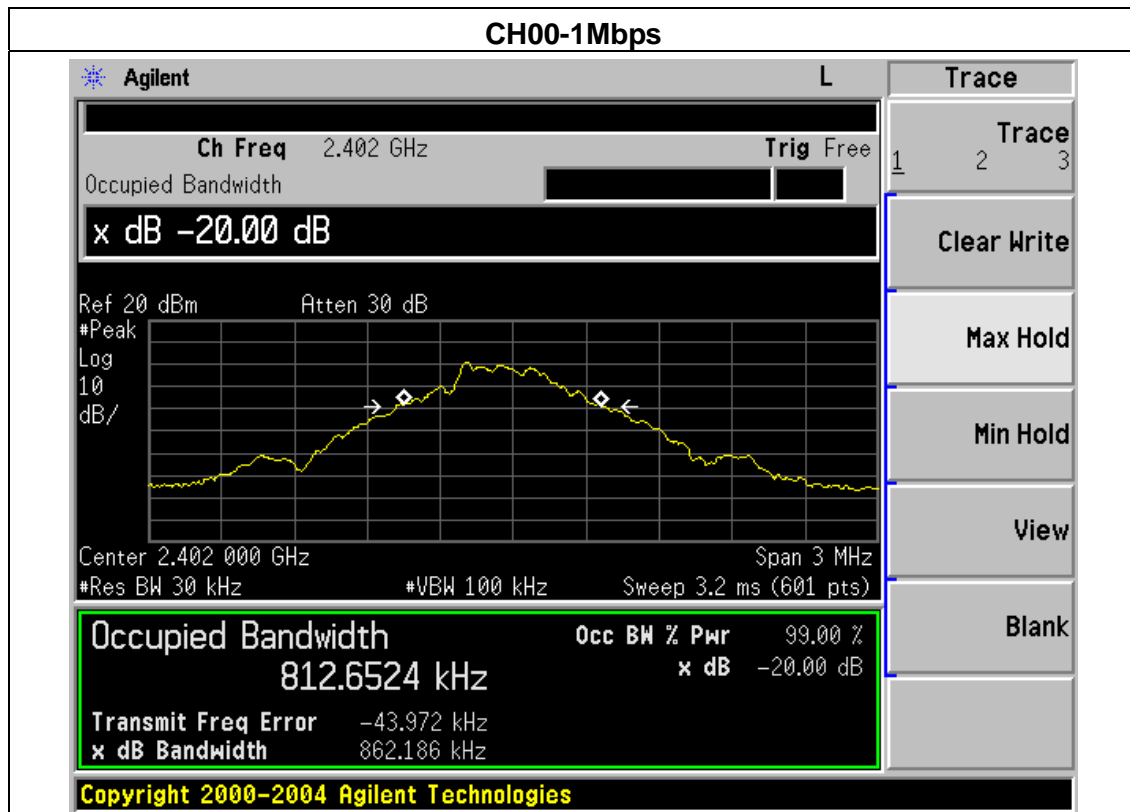 CH00-1Mbps
Agilent L Trace
Ch Freq 2.402 GHz Trig Free
Trace
1 2 3
Occupied Bandwidth
x dB -20.00 dB
Clear Write
Ref 20 dBm Atten 30 dB
#Peak
Log
10
dB/
Max Hold
Min Hold
View
Center 2.402 000 GHz Span 3 MHz
#Res BW 30 kHz #VBW 100 kHz Sweep 3.2 ms (601 pts)
Blank
Occupied Bandwidth Occ BW % Pwr 99.00 %
812.6524 kHz x dB -20.00 dB
Transmit Freq Error -43.972 kHz
x dB Bandwidth 862.186 kHz
Copyright 2000-2004 Agilent Technologies